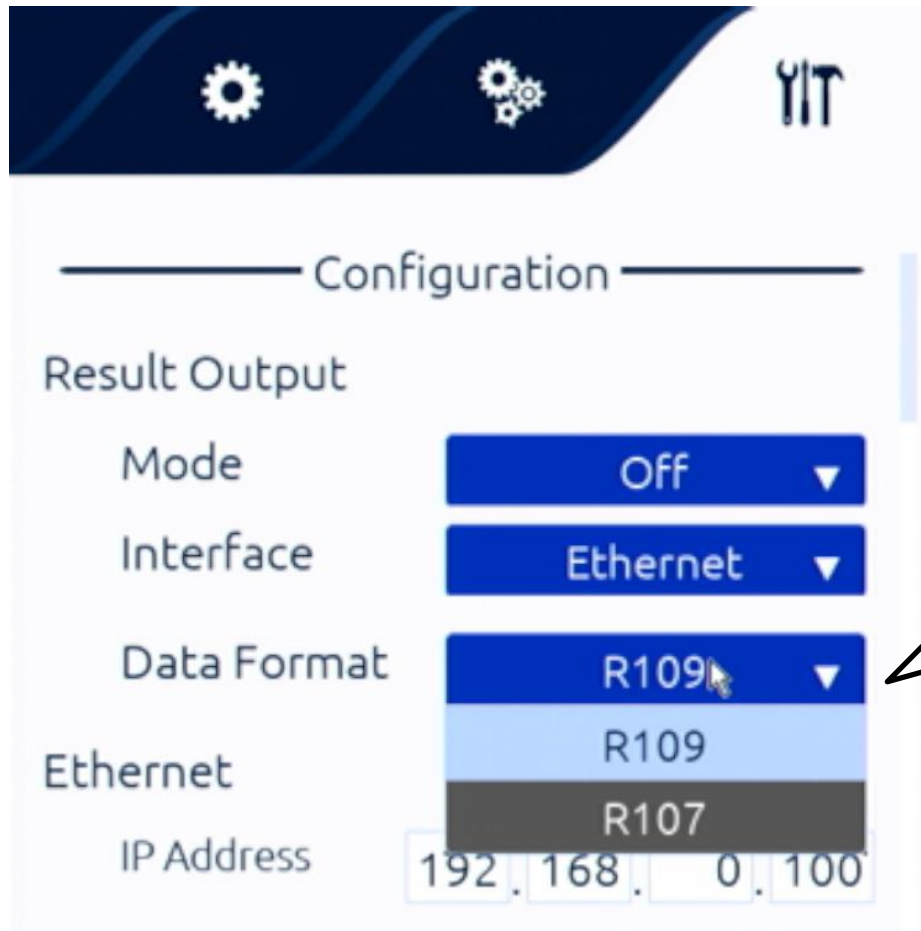 Configuration
Result Output
Mode Off
Interface Ethernet
Data Format R109
R109
Ethernet
R107
IP Address 192.168.0.100